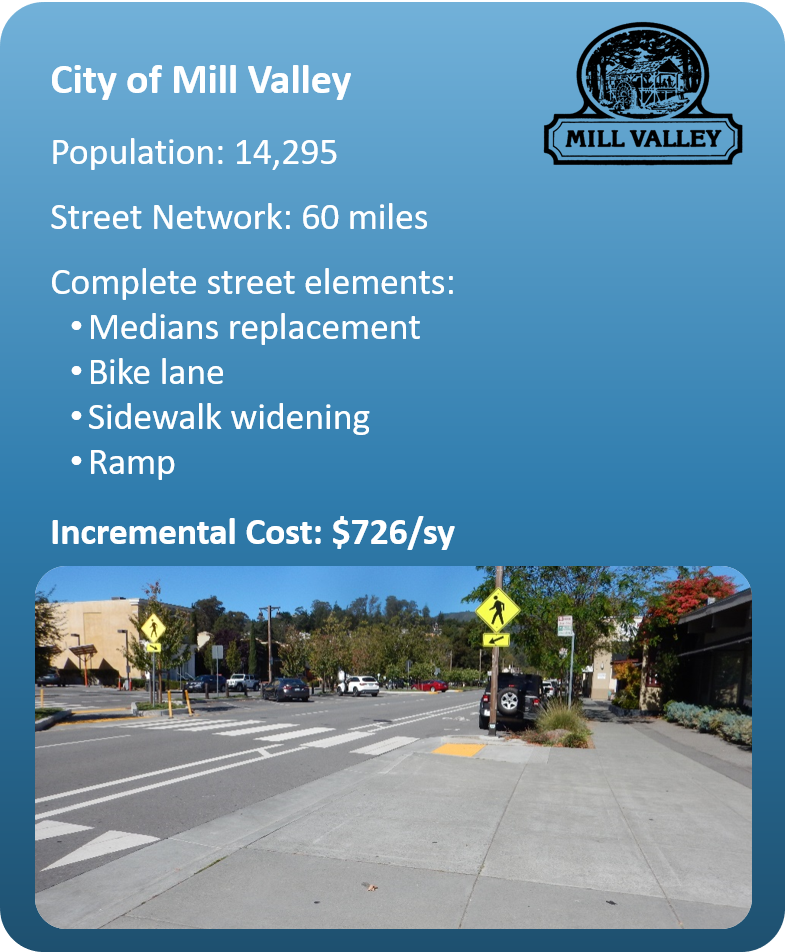 City of Mill Valley
MILL VALLEY
Population: 14,295
Street Network: 60 miles
Complete street elements:
• Medians replacement
• Bike lane
• Sidewalk widening
• Ramp
Incremental Cost: $726/sy